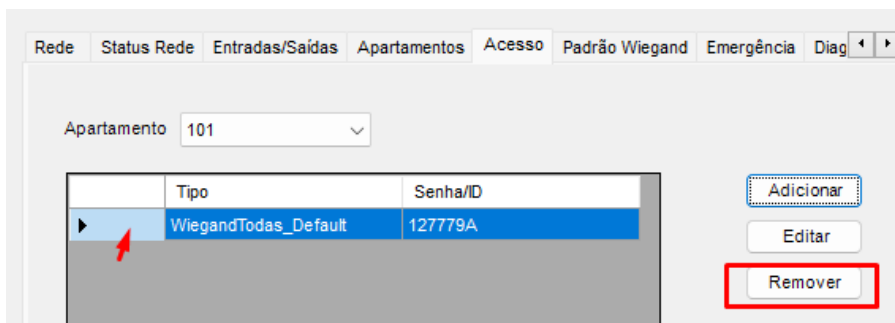 Rede Status Rede Entradas/Saídas Apartamentos Acesso Padrão Wiegand Emergência Diag
Apartamento 101
Tipo Senha/ID
WiegandTodas_Default 127779A
Adicionar
Editar
Remover